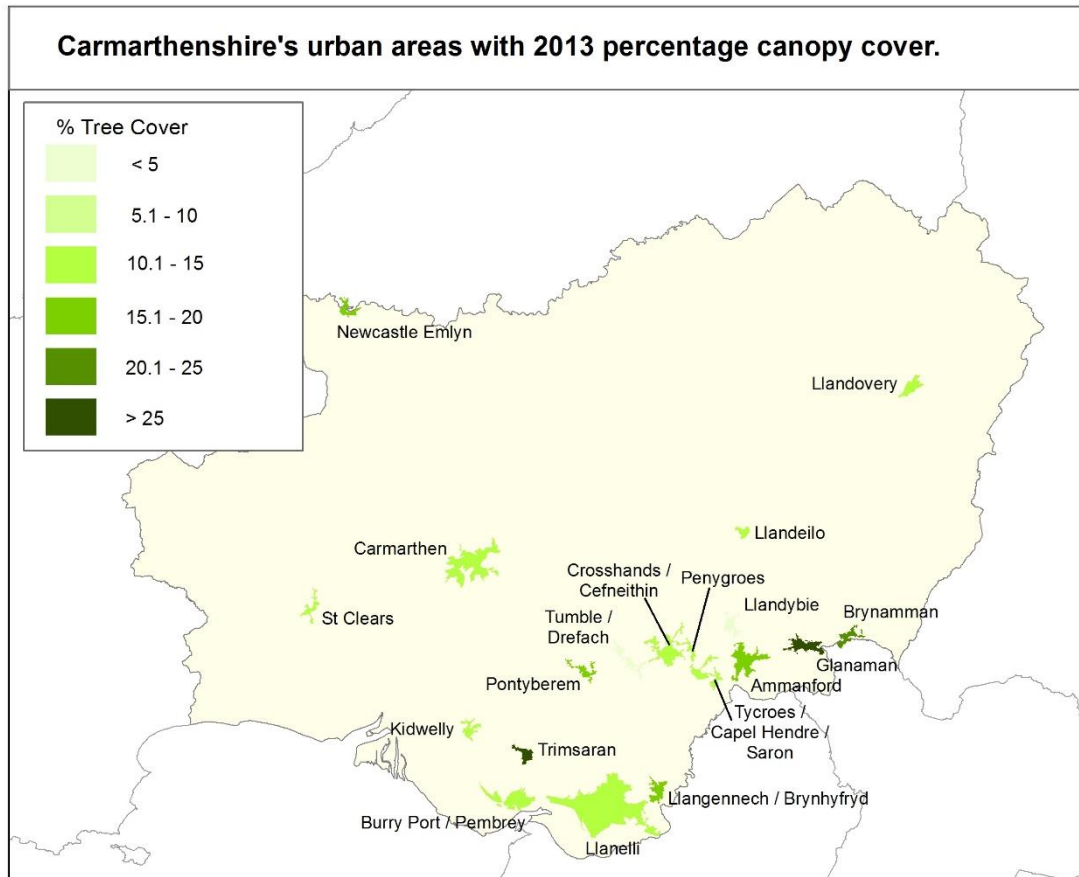 Carmarthenshire's urban areas with 2013 percentage canopy cover.
% Tree Cover
< 5
5.1 - 10
10.1 - 15
15.1 - 20
20.1 - 25
> 25
Newcastle Emlyn
Llandovery
Llandeilo
Carmarthen
Crosshands /
Cefneithin
Penygroes
Llandybie
Brynamman
St Clears
Tumble /
Drefach
Glanaman
Pontyberem
Ammanford
Tycroes /
Capel Hendre /
Saron
Kidwelly
Trimsaran
Llangennech / Brynhyfryd
Burry Port / Pembrey
Llanelli